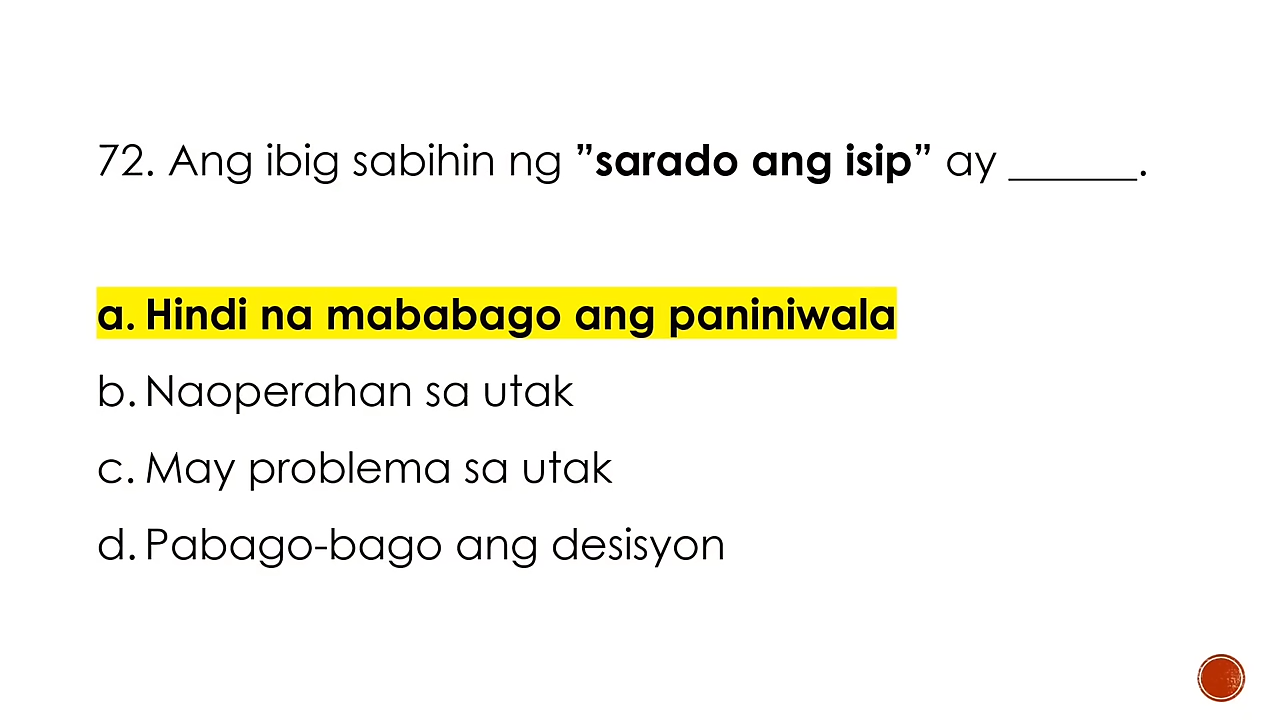 72. Ang ibig sabihin ng ”sarado ang isip” ay ______.
a. Hindi na mababago ang paniniwala
b. Naoperahan sa utak
c. May problema sa utak
d. Pabago-bago ang desisyon